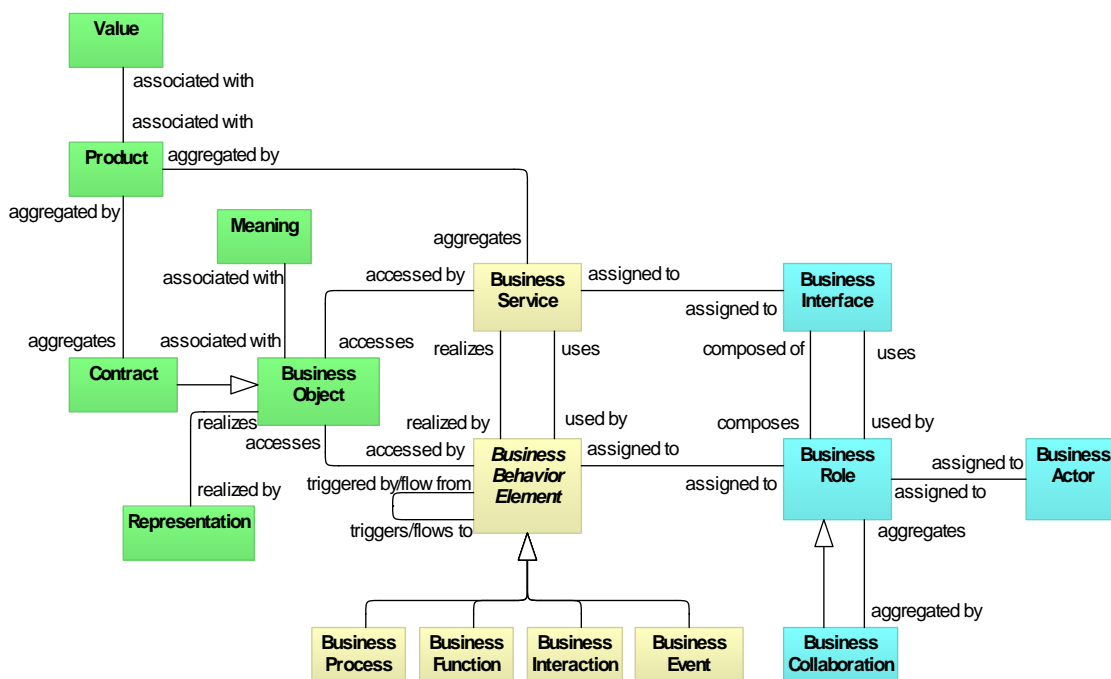 Value
associated with
associated with
Product
aggregated by
aggregated by
Meaning
aggregates
associated with
accessed by
Business
Service
assigned to
Business
Interface
assigned to
aggregates
associated with
accesses
realizes
uses
composed of
uses
Contract
Business
Object
realizes
accesses
realized by
used by
composes
used by
accessed by
Business
Behavior
Element
assigned to
Business
Role
assigned to
Business
Actor
triggered by/flow from
assigned to
assigned to
realized by
Representation
triggers/flows to
aggregates
aggregated by
Business
Process
Business
Function
Business
Interaction
Business
Event
Business
Collaboration